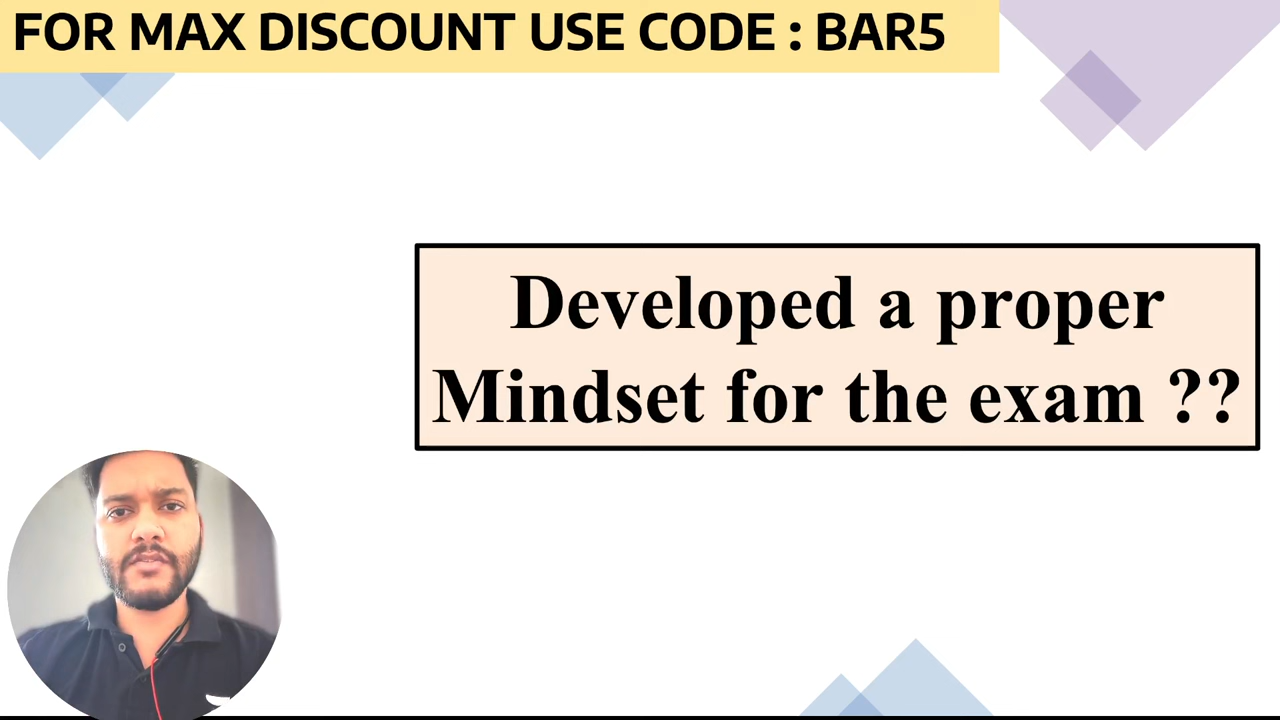 FOR MAX DISCOUNT USE CODE : BAR5
Developed a proper
Mindset for the exam ??